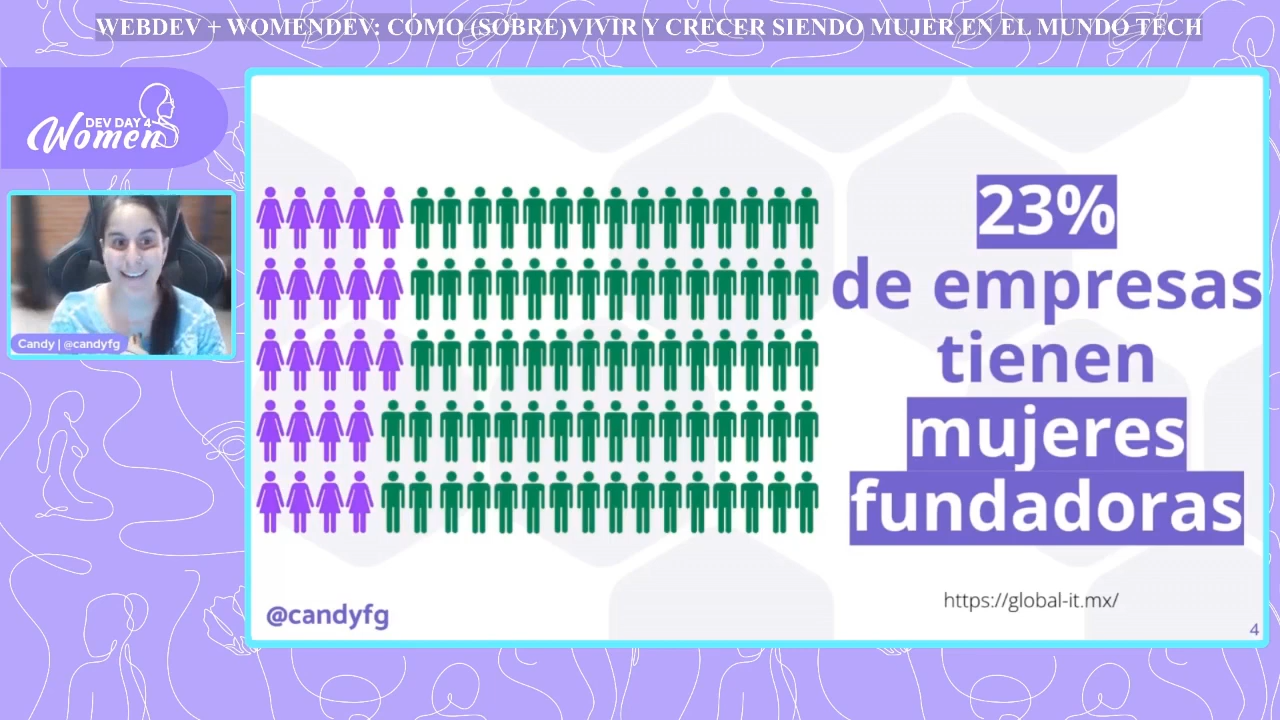 WEBDEV + WOMENDEV: CÓMO (SOBRE)VIVIR Y CRECER SIENDO MUJER EN EL MUNDO TECH
DEV DAY 4
Women
Candy | @candyfg
23%
de empresas
tienen
mujeres
fundadoras
https://global-it.mx/
@candyfg
4